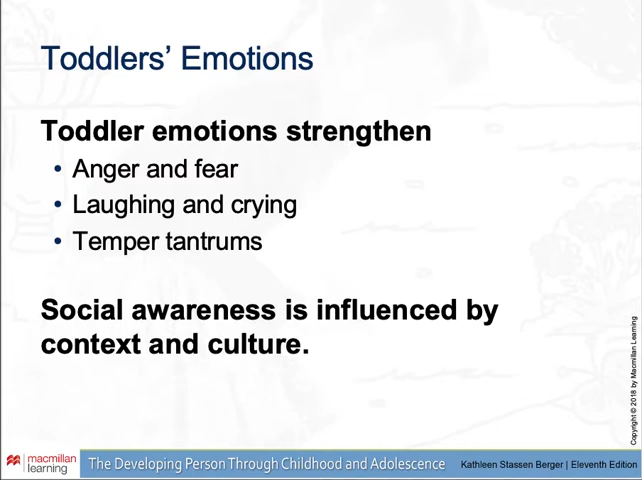 Toddlers' Emotions
Toddler emotions strengthen
• Anger and fear
• Laughing and crying
• Temper tantrums
Social awareness is influenced by
context and culture.
Copyright © 2018 by Macmillan Learning
macmillan
learning
The Developing Person Through Childhood and Adolescence
Kathleen Stassen Berger | Eleventh Edition